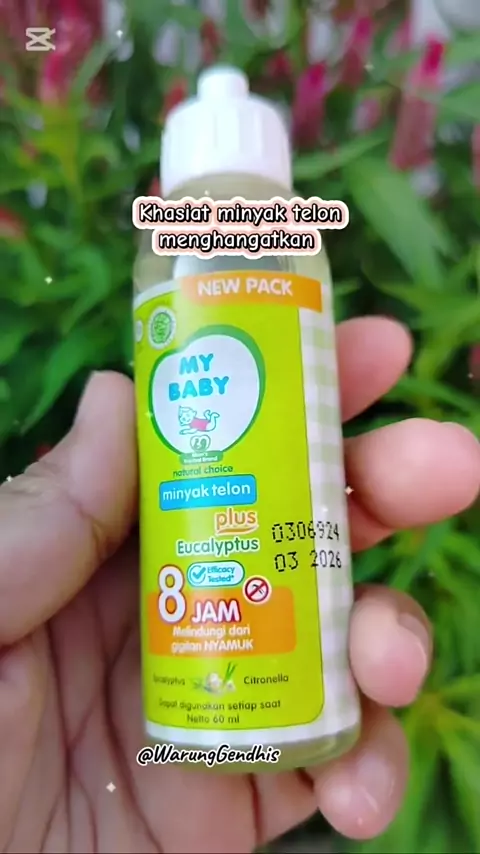 Khasiat minyak telon
menghangatkan
NEW PACK
MY
BABY
natural choice
minyak telon
plus
Eucalyptus
0306924
03 2026
Efficacy
Tested*
8 JAM
Melindungi dari
gigitan NYAMUK
Eucalyptus
Citronella
Dapat digunakan setiap saat
Netto 60 ml
@WarungGendhis